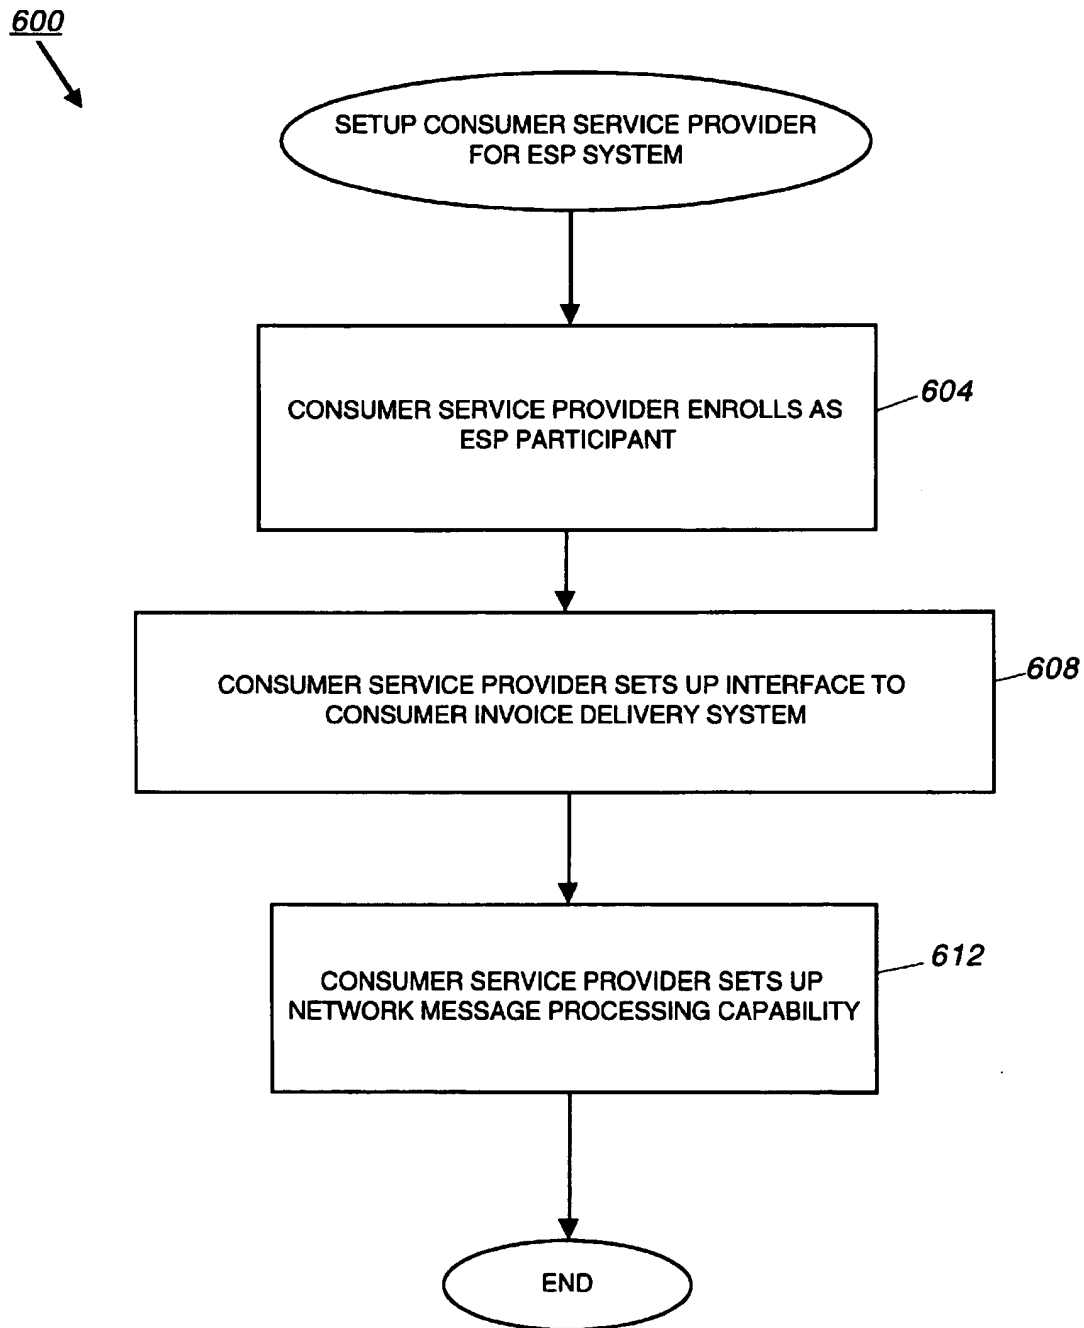 600
SETUP CONSUMER SERVICE PROVIDER
FOR ESP SYSTEM
CONSUMER SERVICE PROVIDER ENROLLS AS
ESP PARTICIPANT
604
CONSUMER SERVICE PROVIDER SETS UP INTERFACE TO
CONSUMER INVOICE DELIVERY SYSTEM
608
CONSUMER SERVICE PROVIDER SETS UP
NETWORK MESSAGE PROCESSING CAPABILITY
612
END